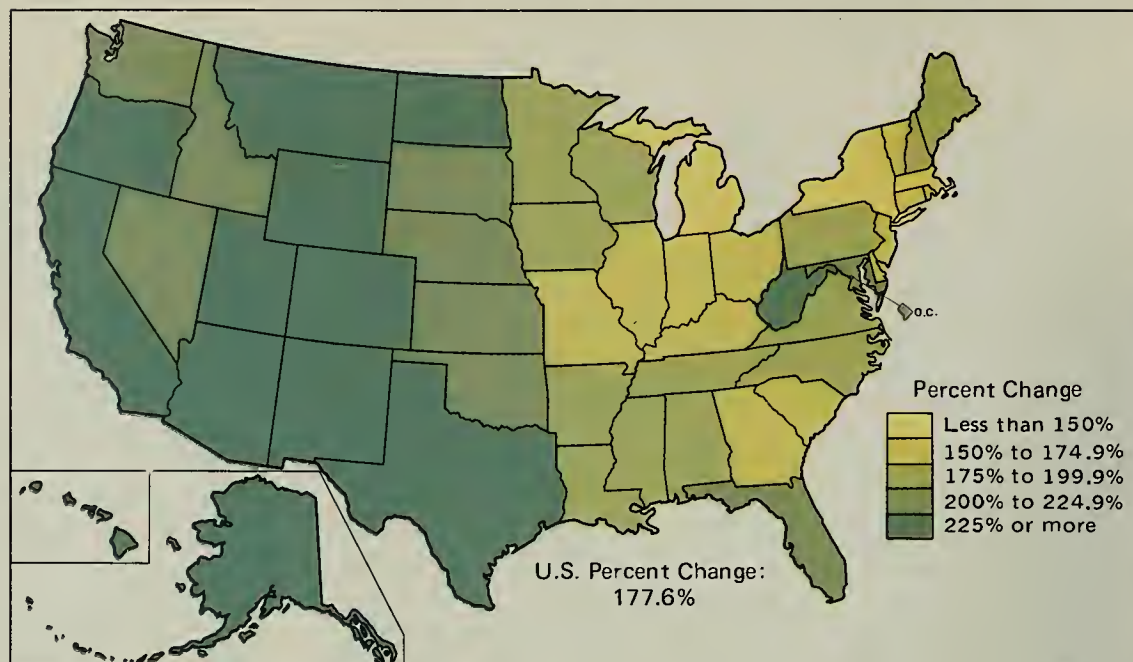 O.C.
Percent Change
Less than 150%
150% to 174.9%
175% to 199.9%
200% to 224.9%
225% or more
U.S. Percent Change:
177.6%